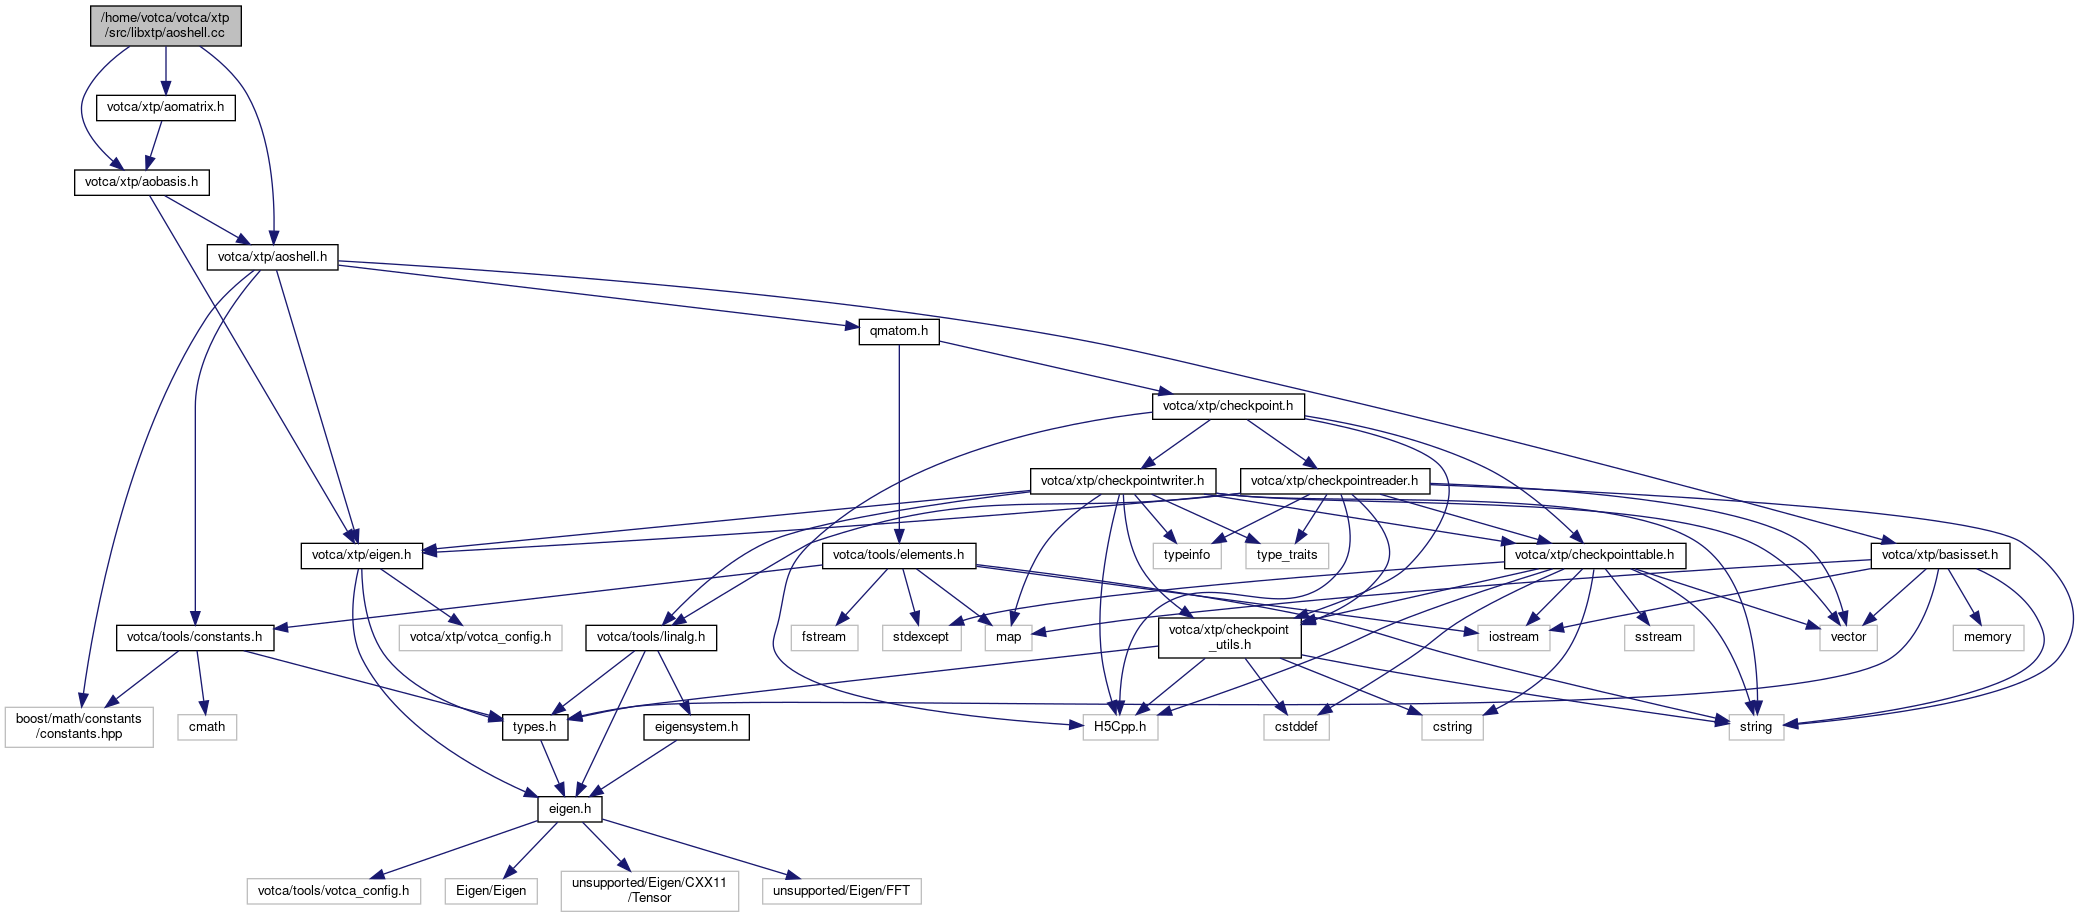 /home/votca/votca/xtp
/src/libxtp/aoshell.cc
votca/xtp/aomatrix.h
votca/xtp/aobasis.h
votca/xtp/aoshell.h
qmatom.h
votca/xtp/checkpoint.h
votca/xtp/checkpointwriter.h
votca/xtp/checkpointreader.h
votca/xtp/eigen.h
votca/tools/elements.h
typeinfo
type_traits
votca/xtp/checkpointtable.h
votca/xtp/basisset.h
votca/tools/constants.h
votca/xtp/votca_config.h
votca/tools/linalg.h
fstream
stdexcept
map
votca/xtp/checkpoint
_utils.h
iostream
sstream
vector
memory
boost/math/constants
/constants.hpp
cmath
types.h
eigensystem.h
H5Cpp.h
cstddef
cstring
string
eigen.h
votca/tools/votca_config.h
Eigen/Eigen
unsupported/Eigen/CXX11
/Tensor
unsupported/Eigen/FFT